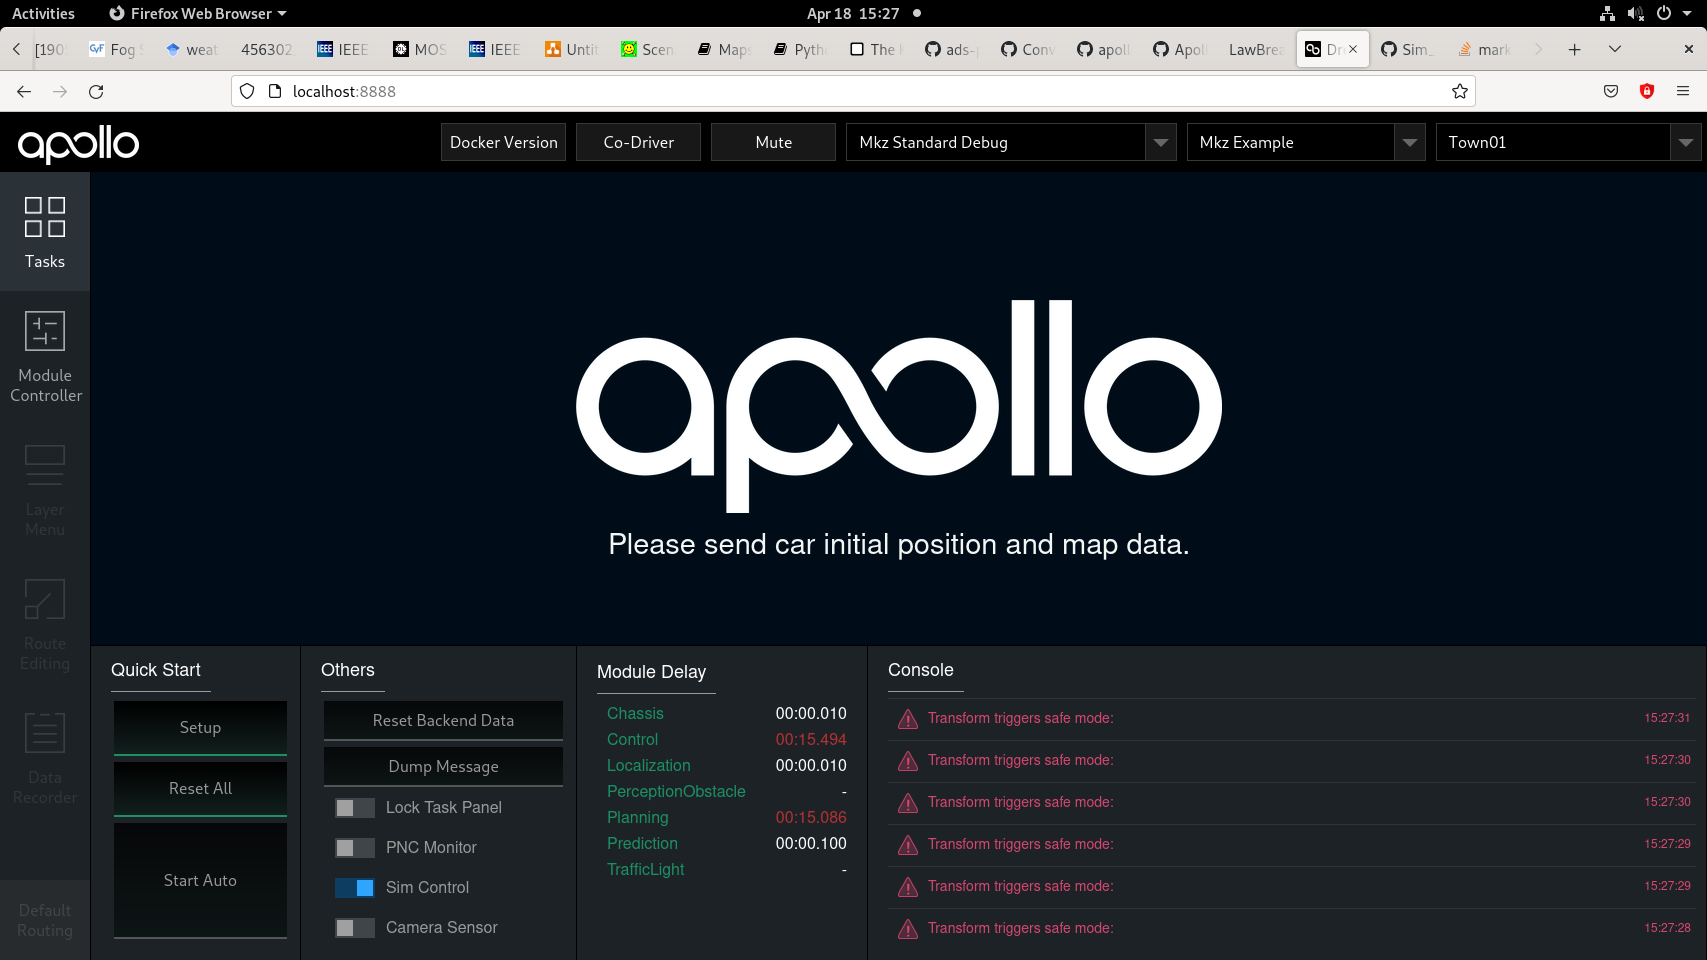 Activities
Firefox Web Browser
Apr 18 15:27
Fog
weat
456302
IEEE
MOS
IEEE
Untit
Scen
Maps
Pyth
The
ads-
Conv
apoll
Apoll
LawBrea
Dr
Sim_
mark
localhost:8888
apollo
Docker Version
Co-Driver
Mute
Mkz Standard Debug
Mkz Example
Town01
Tasks
Module
Controller
Layer
Menu
Route
Editing
Data
Recorder
Default
Routing
apollo
Please send car initial position and map data.
Quick Start
Setup
Reset All
Start Auto
Others
Reset Backend Data
Dump Message
Lock Task Panel
PNC Monitor
Sim Control
Camera Sensor
Module Delay
Chassis 00:00.010
Control 00:15.494
Localization 00:00.010
PerceptionObstacle -
Planning 00:15.086
Prediction 00:00.100
TrafficLight -
Console
Transform triggers safe mode: 15:27:31
Transform triggers safe mode: 15:27:30
Transform triggers safe mode: 15:27:30
Transform triggers safe mode: 15:27:29
Transform triggers safe mode: 15:27:29
Transform triggers safe mode: 15:27:28